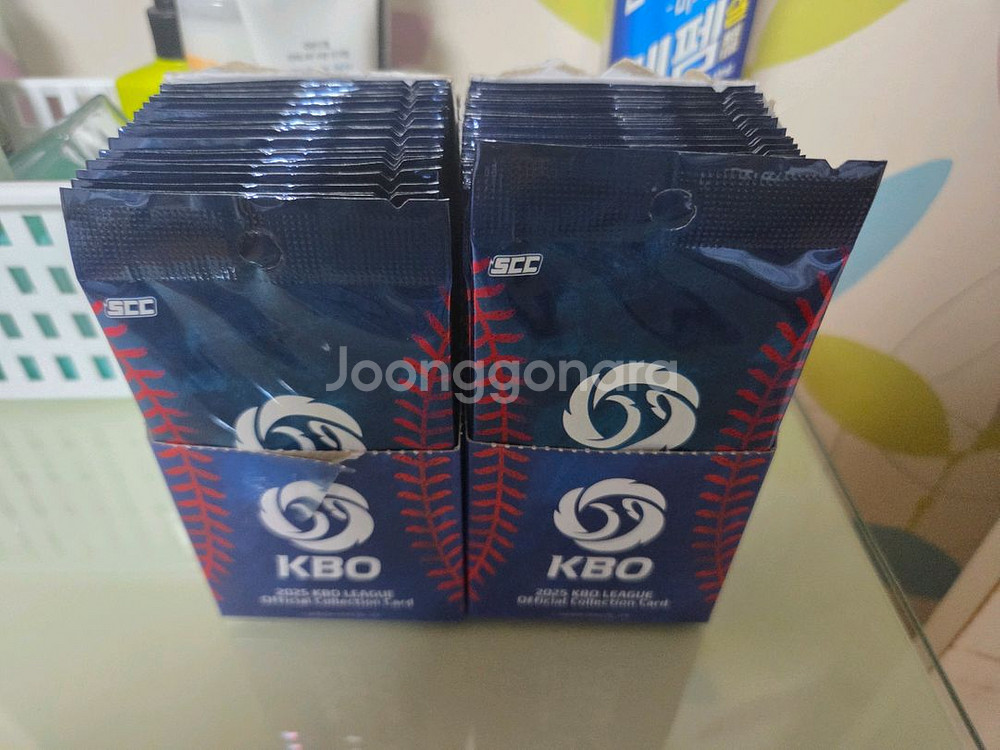 SCC
SCC
Joonggonara
KBO
2025 KBO LEAGUE
Official Collection Card
KBO
2025 KBO LEAGUE
Official Collection Card